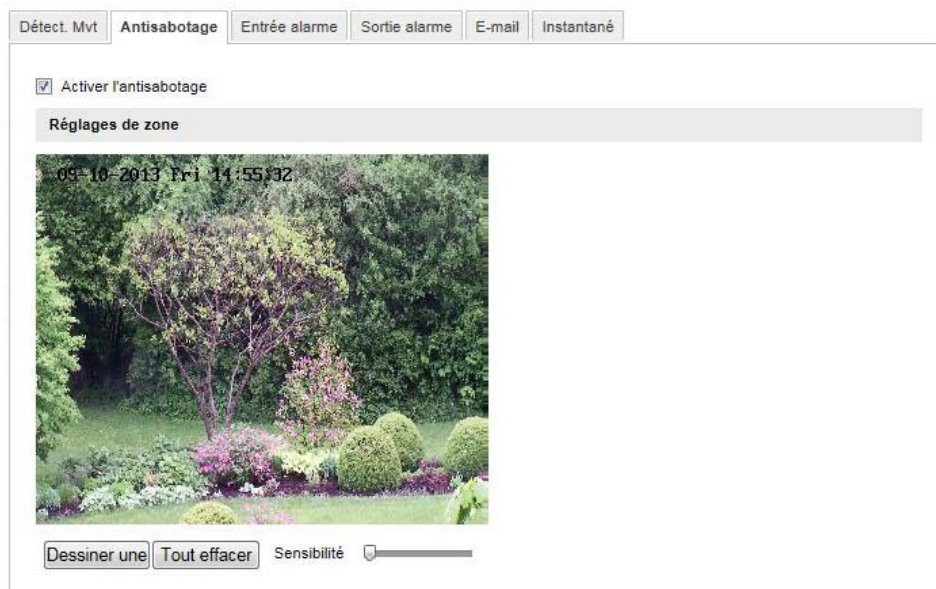 Détect. Mvt Antisabotage Entrée alarme Sortie alarme E-mail Instantané
Activer l'antisabotage
Réglages de zone
09-10-2013 Fri 14:55:32
Dessiner une Tout effacer Sensibilité